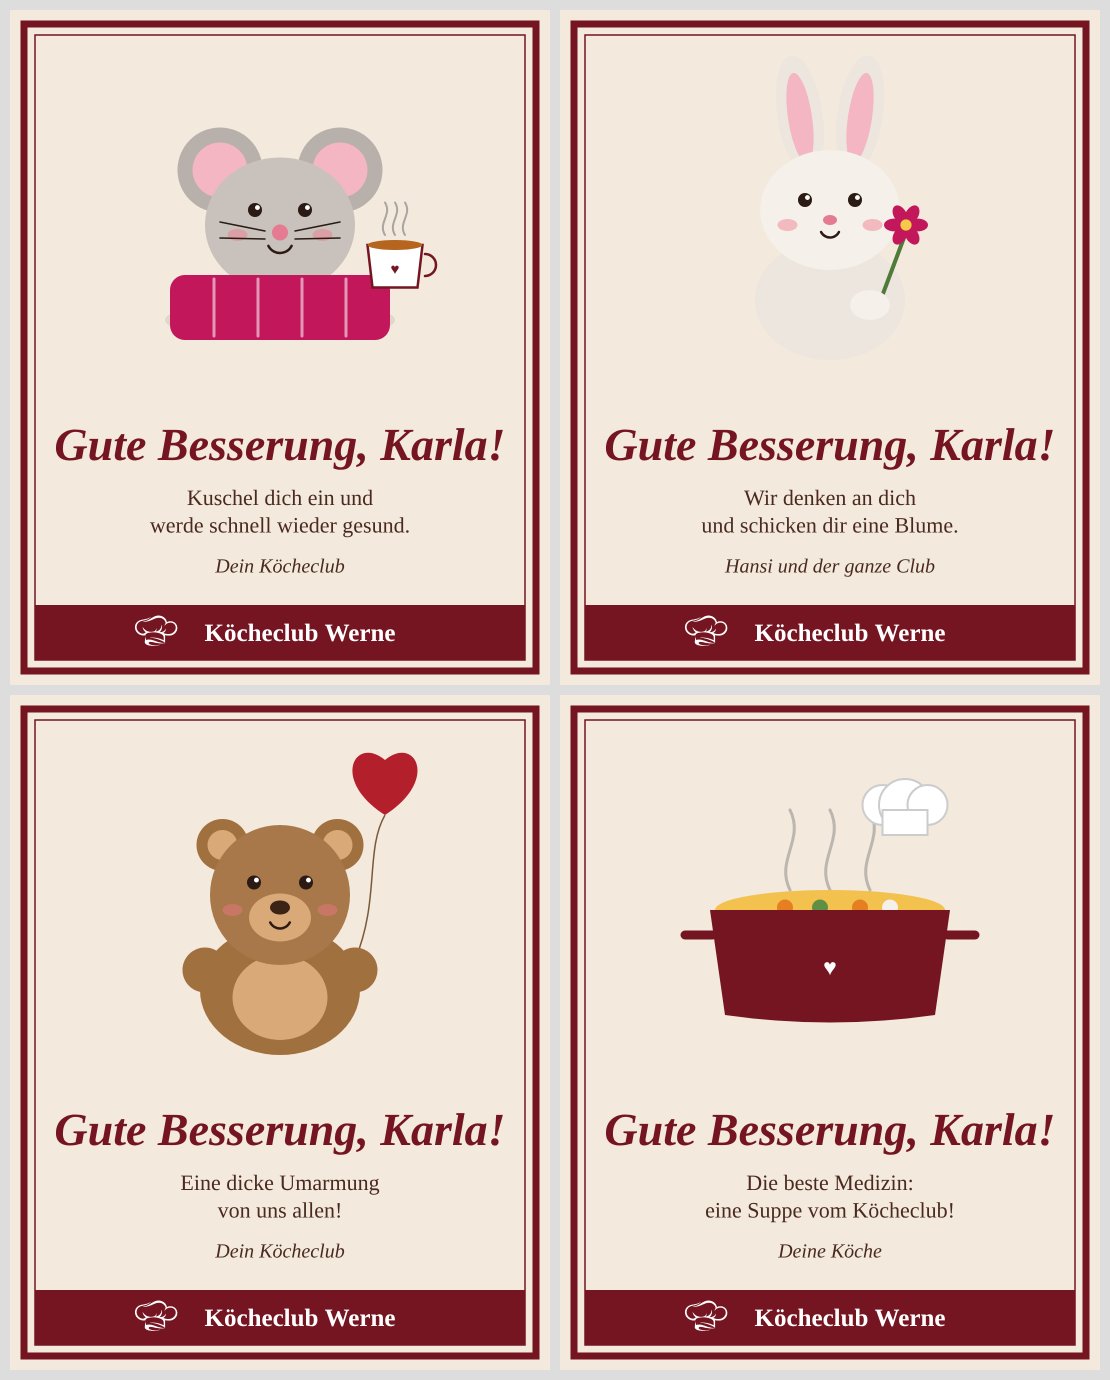 ♥
Gute Besserung, Karla!
Kuschel dich ein und
werde schnell wieder gesund.
Dein Köcheclub
Köcheclub Werne
Gute Besserung, Karla!
Wir denken an dich
und schicken dir eine Blume.
Hansi und der ganze Club
Köcheclub Werne
Gute Besserung, Karla!
Eine dicke Umarmung
von uns allen!
Dein Köcheclub
Köcheclub Werne
♥
Gute Besserung, Karla!
Die beste Medizin:
eine Suppe vom Köcheclub!
Deine Köche
Köcheclub Werne